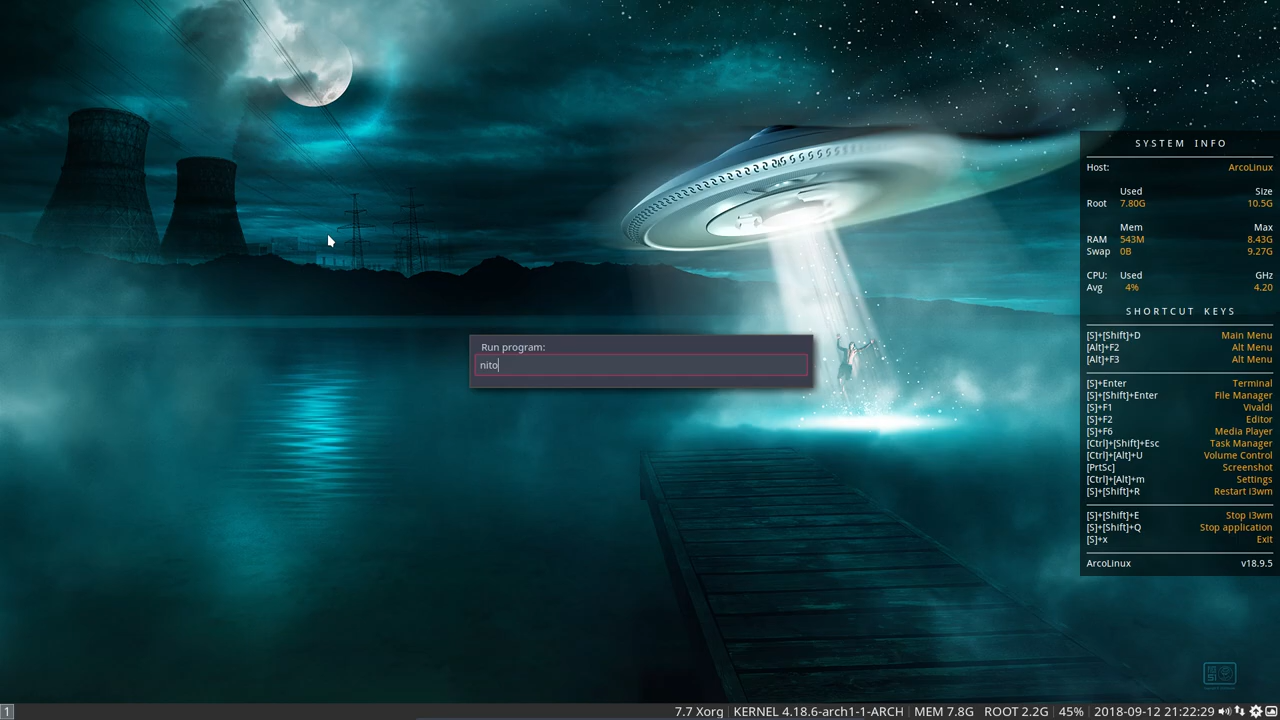 SYSTEM INFO
Host: ArcoLinux
Used Size
Root 7.80G 10.5G
Mem Max
RAM 543M 8.43G
Swap 0B 9.27G
CPU: Used GHz
Avg 4% 4.20
SHORTCUT KEYS
[S]+[Shift]+D Main Menu
[Alt]+F2 Alt Menu
[Alt]+F3 Alt Menu
[S]+Enter Terminal
[S]+[Shift]+Enter File Manager
[S]+F1 Vivaldi
[S]+F2 Editor
[S]+F6 Media Player
[Ctrl]+[Shift]+Esc Task Manager
[Ctrl]+[Alt]+U Volume Control
[PrtSc] Screenshot
[Ctrl]+[Alt]+m Settings
[S]+[Shift]+R Restart i3wm
[S]+[Shift]+E Stop i3wm
[S]+[Shift]+Q Stop application
[S]+x Exit
ArcoLinux v18.9.5
Run program:
nito
1 7.7 Xorg KERNEL 4.18.6-arch1-1-ARCH MEM 7.8G ROOT 2.2G 45% 2018-09-12 21:22:29